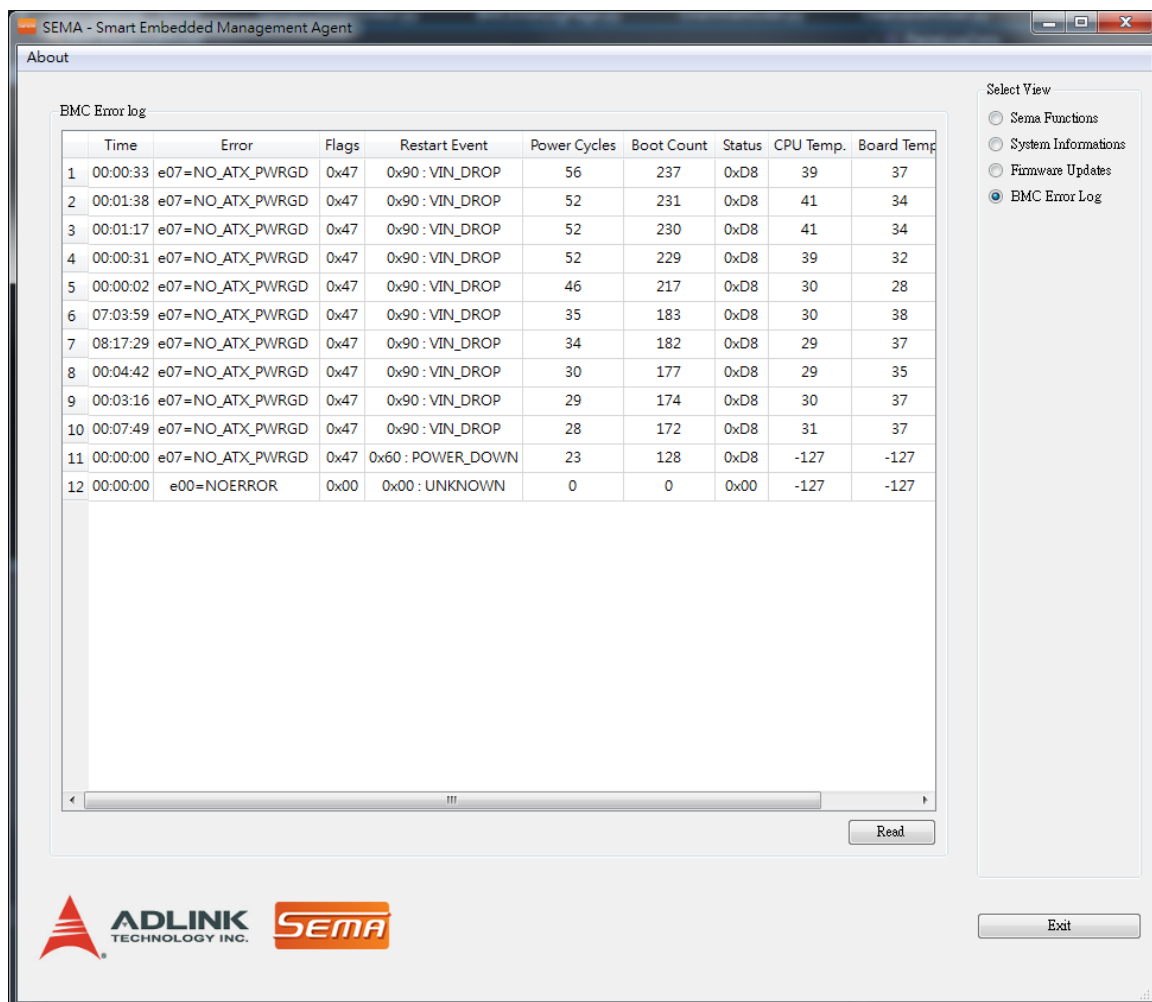 SEMA - Smart Embedded Management Agent
About
BMC Error log
Time Error Flags Restart Event Power Cycles Boot Count Status CPU Temp. Board Temp
1 00:00:33 e07=NO_ATX_PWRGD 0x47 0x90 : VIN_DROP 56 237 0xD8 39 37
2 00:01:38 e07=NO_ATX_PWRGD 0x47 0x90 : VIN_DROP 52 231 0xD8 41 34
3 00:01:17 e07=NO_ATX_PWRGD 0x47 0x90 : VIN_DROP 52 230 0xD8 41 34
4 00:00:31 e07=NO_ATX_PWRGD 0x47 0x90 : VIN_DROP 52 229 0xD8 39 32
5 00:00:02 e07=NO_ATX_PWRGD 0x47 0x90 : VIN_DROP 46 217 0xD8 30 28
6 07:03:59 e07=NO_ATX_PWRGD 0x47 0x90 : VIN_DROP 35 183 0xD8 30 38
7 08:17:29 e07=NO_ATX_PWRGD 0x47 0x90 : VIN_DROP 34 182 0xD8 29 37
8 00:04:42 e07=NO_ATX_PWRGD 0x47 0x90 : VIN_DROP 30 177 0xD8 29 35
9 00:03:16 e07=NO_ATX_PWRGD 0x47 0x90 : VIN_DROP 29 174 0xD8 30 37
10 00:07:49 e07=NO_ATX_PWRGD 0x47 0x90 : VIN_DROP 28 172 0xD8 31 37
11 00:00:00 e07=NO_ATX_PWRGD 0x47 0x60 : POWER_DOWN 23 128 0xD8 -127 -127
12 00:00:00 e00=NOERROR 0x00 0x00 : UNKNOWN 0 0 0x00 -127 -127
Read
Select View
Sema Functions
System Informations
Firmware Updates
BMC Error Log
ADLINK
TECHNOLOGY INC.
SEMA
Exit